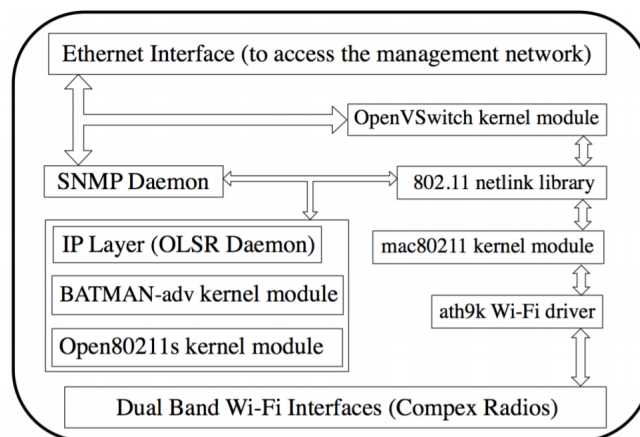 Ethernet Interface (to access the management network)
OpenVSwitch kernel module
SNMP Daemon
802.11 netlink library
IP Layer (OLSR Daemon)
mac80211 kernel module
BATMAN-adv kernel module
ath9k Wi-Fi driver
Open80211s kernel module
Dual Band Wi-Fi Interfaces (Compex Radios)